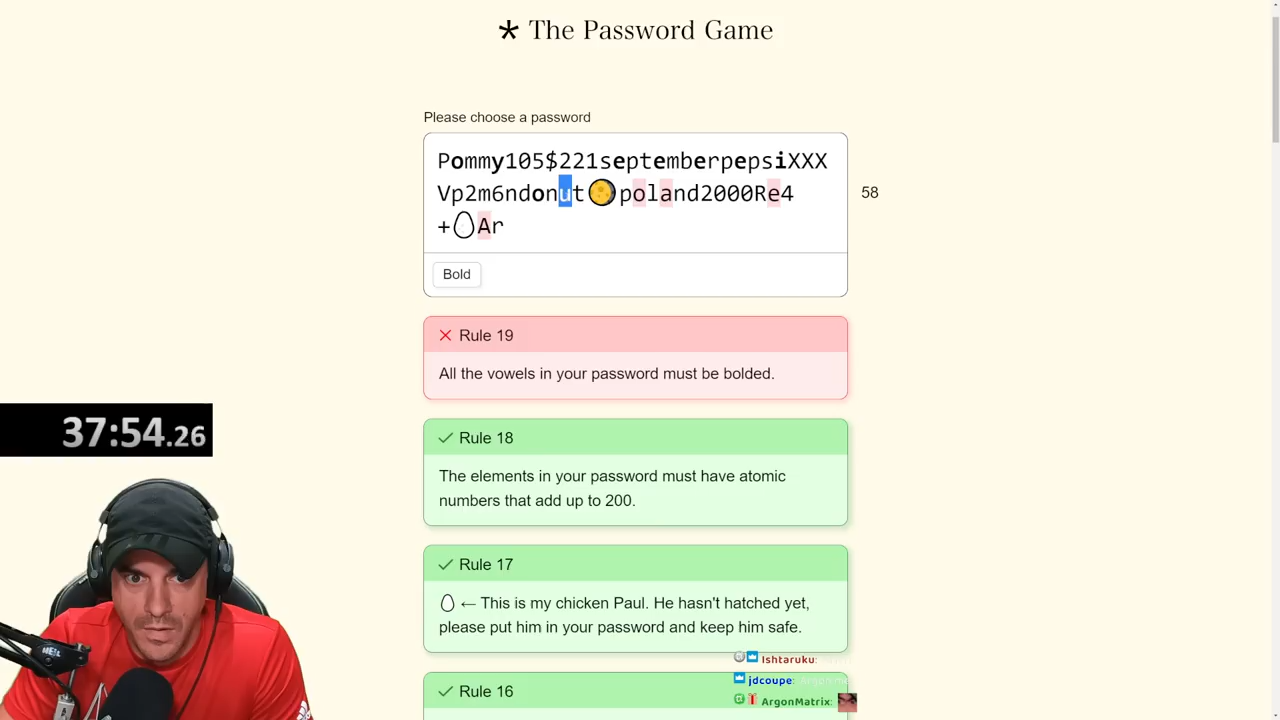 * The Password Game
Please choose a password
Pommy105$221septemberpepsiXXX
Vp2m6ndonut🌕poland2000Re4
+🥚Ar
58
Bold
✕ Rule 19
All the vowels in your password must be bolded.
✓ Rule 18
The elements in your password must have atomic
numbers that add up to 200.
✓ Rule 17
🥚 ← This is my chicken Paul. He hasn't hatched yet,
please put him in your password and keep him safe.
✓ Rule 16
37:54.26
Ishtaruku:
jdcoupe:
ArgonMatrix: